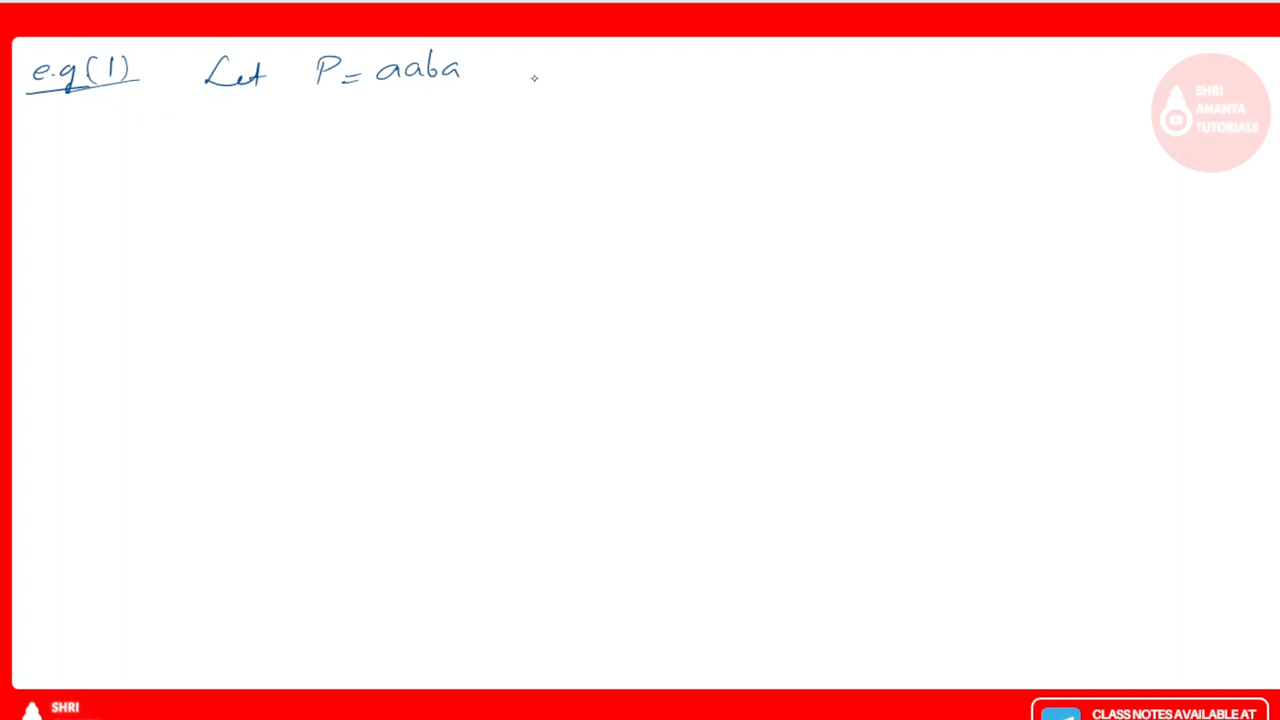 e.g(1) Let P= aaba
SHRI
ANANTA
TUTORIALS
SHRI
CLASS NOTES AVAILABLE AT